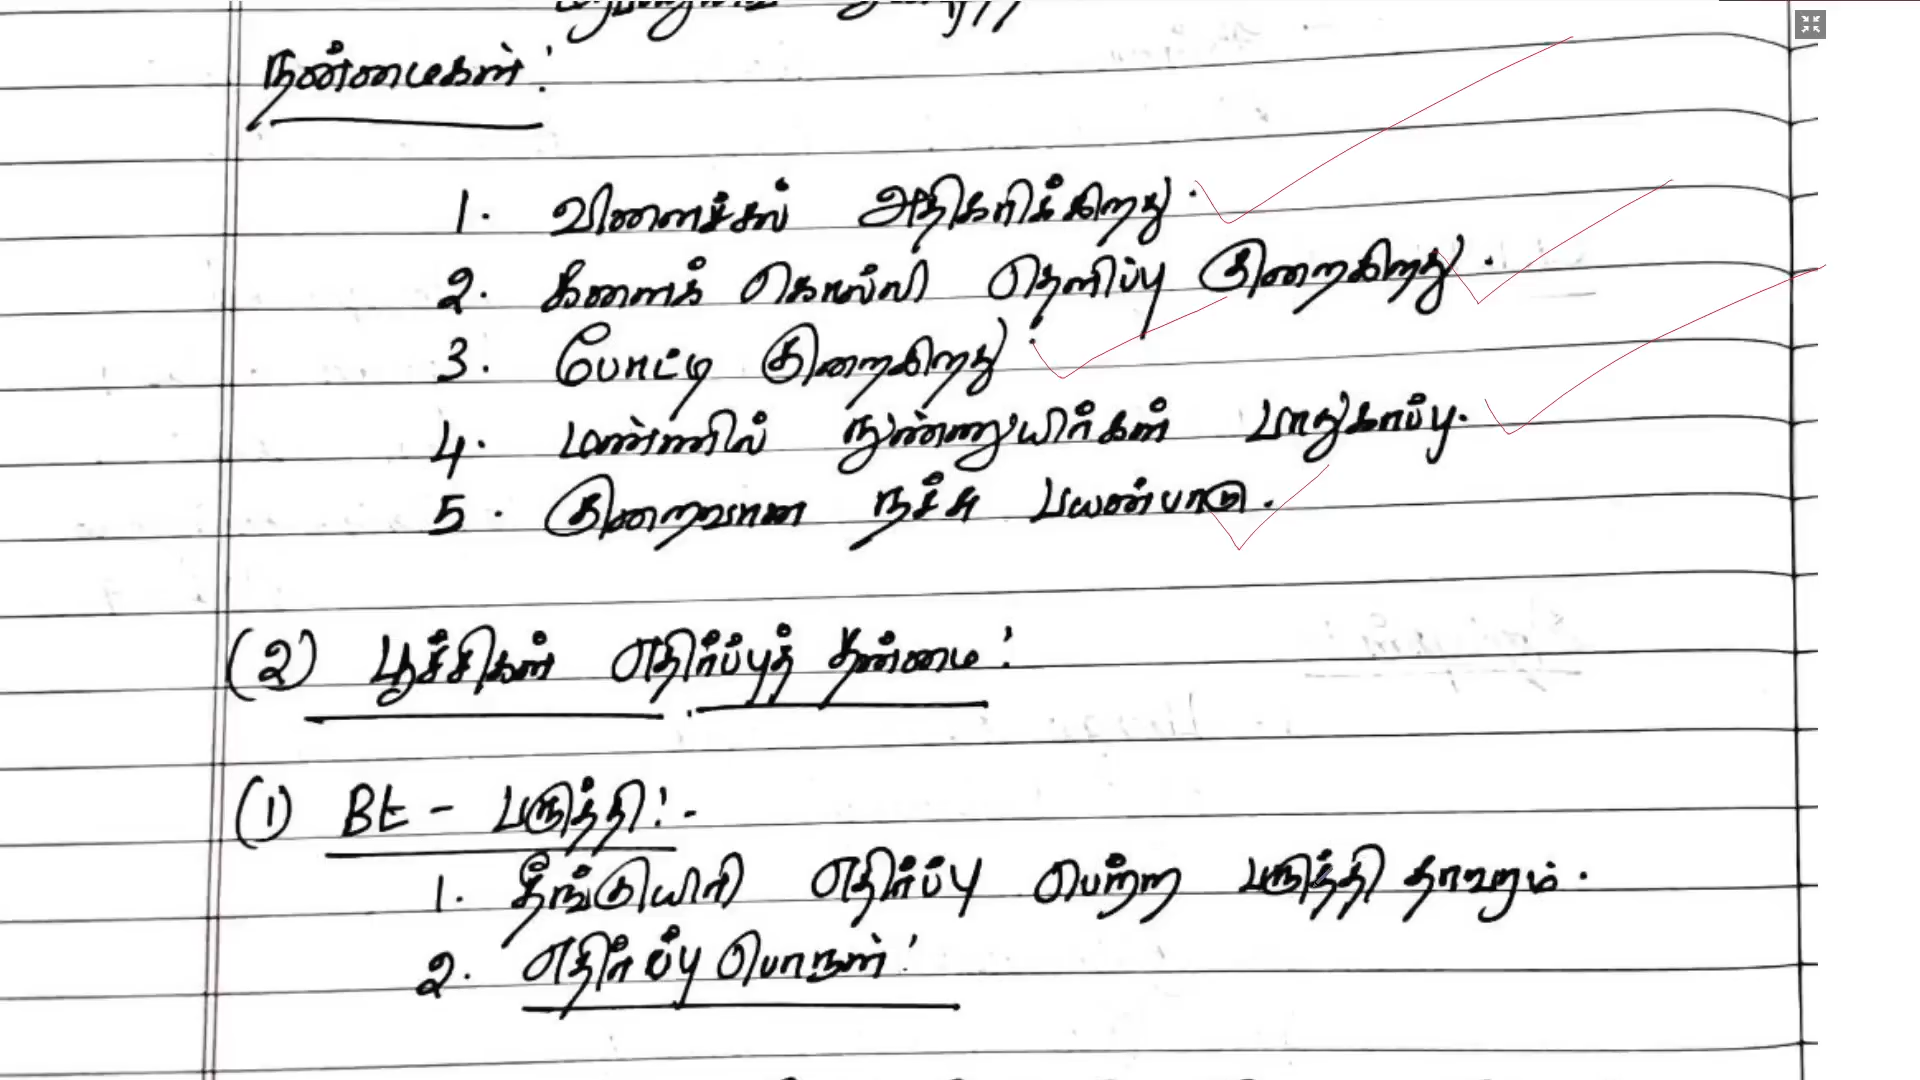 நன்மைகள்:
1. விளைச்சல் அதிகரிக்கிறது.
2. களைக் கொல்லி தெளிப்பு குறைகிறது.
3. போட்டி குறைகிறது.
4. மண்ணில் நுண்ணுயிர்கள் பாதுகாப்பு.
5. குறைவான நச்சு பயன்பாடு.
(2) பூச்சிகள் எதிர்ப்புத் தன்மை:
(1) Bt - பருத்தி:-
1. தீங்குயிரி எதிர்ப்பு பெற்ற பருத்தி தாவரம்.
2. எதிர்ப்பு பொருள்: